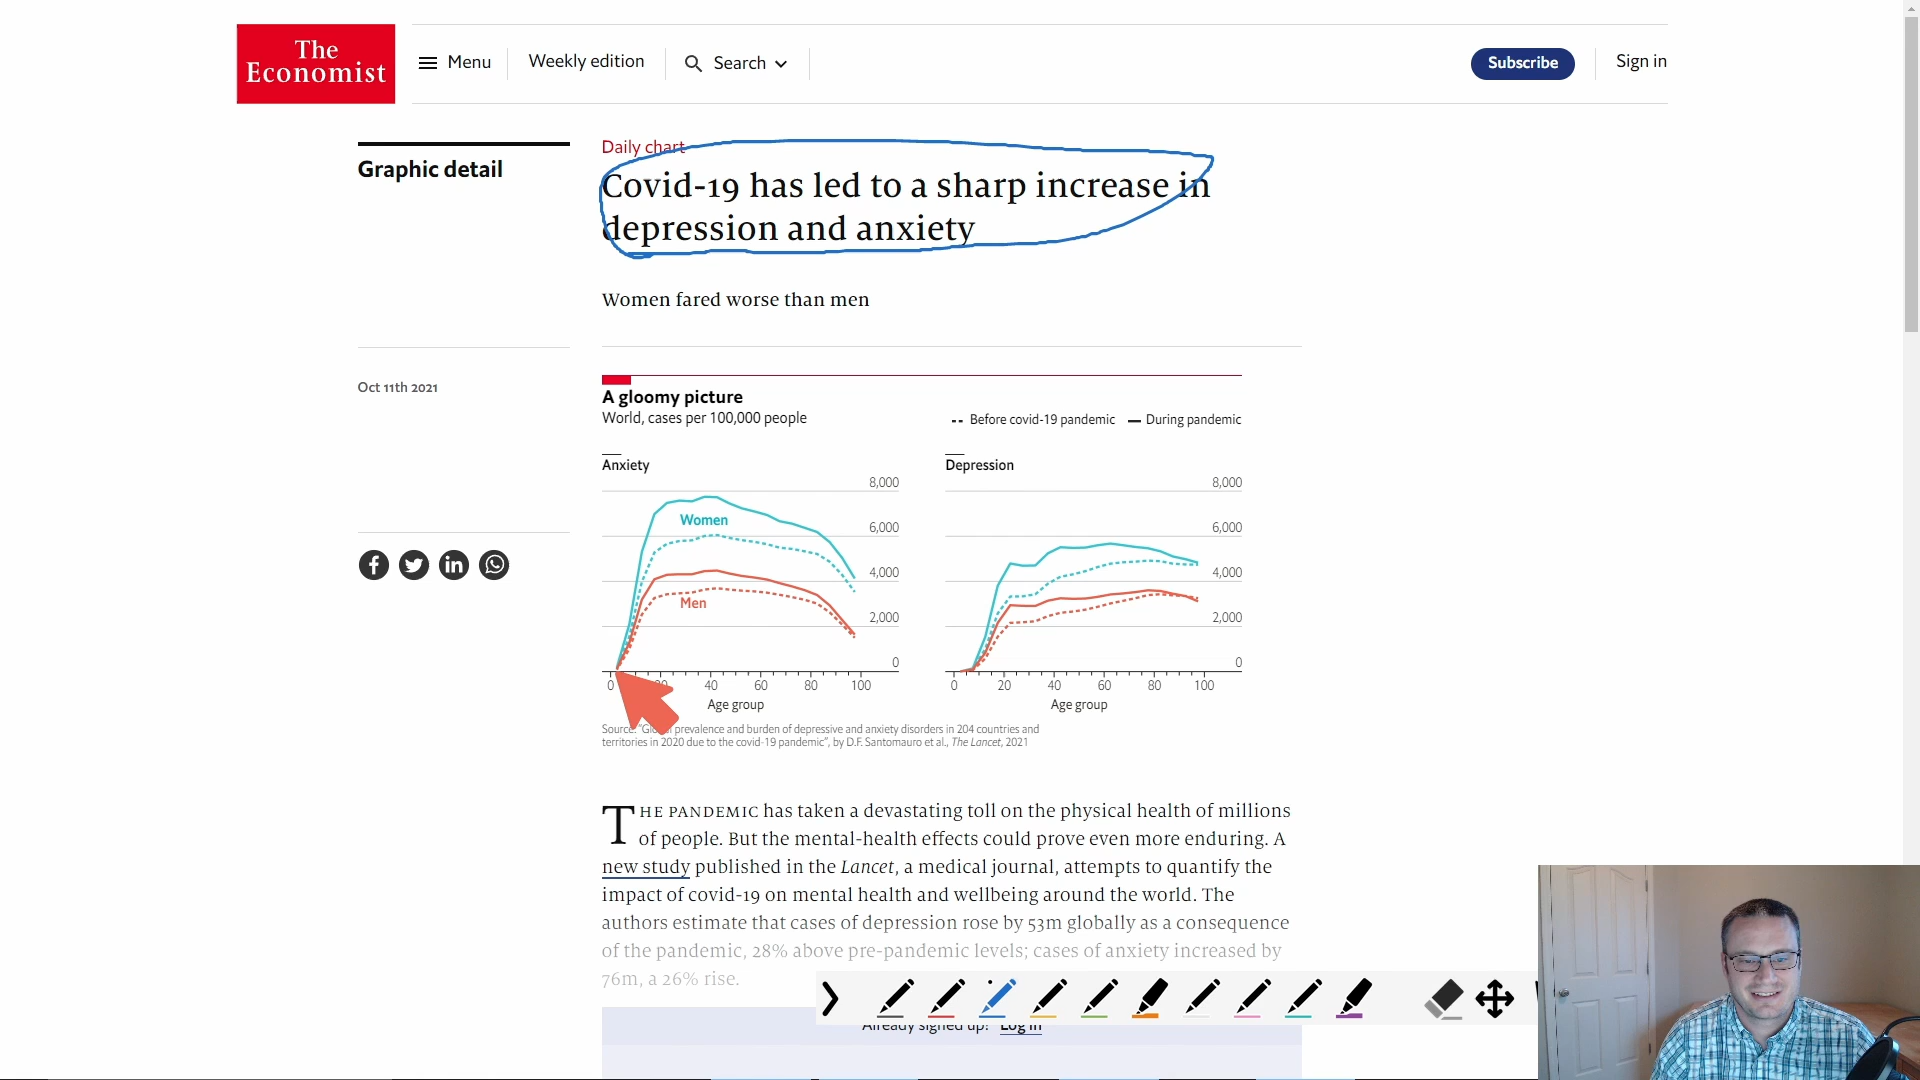 The
Economist
Menu
Weekly edition
Search
Subscribe
Sign in
Graphic detail
Daily chart
Covid-19 has led to a sharp increase in
depression and anxiety
Women fared worse than men
Oct 11th 2021
A gloomy picture
World, cases per 100,000 people
Before covid-19 pandemic
During pandemic
Anxiety
8,000
6,000
4,000
2,000
0
Women
Men
0 40 60 80 100
Age group
Depression
8,000
6,000
4,000
2,000
0
0 20 40 60 80 100
Age group
prevalence and burden of depressive and anxiety disorders in 204 countries and
territories in 2020 due to the covid-19 pandemic", by D.F. Santomauro et al., The Lancet, 2021
THE PANDEMIC has taken a devastating toll on the physical health of millions
of people. But the mental-health effects could prove even more enduring. A
new study published in the Lancet, a medical journal, attempts to quantify the
impact of covid-19 on mental health and wellbeing around the world. The
authors estimate that cases of depression rose by 53m globally as a consequence
of the pandemic, 28% above pre-pandemic levels; cases of anxiety increased by
76m, a 26% rise.
Already signed up? Log in